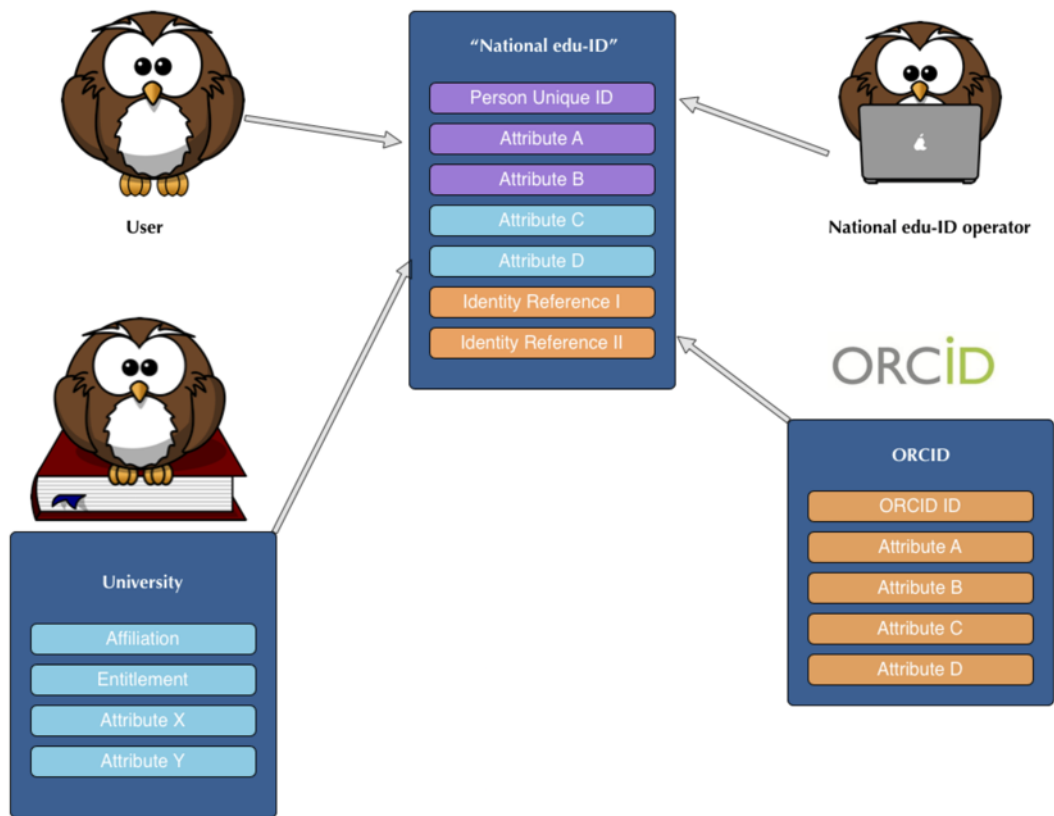 “National edu-ID”
Person Unique ID
Attribute A
Attribute B
Attribute C
Attribute D
Identity Reference I
Identity Reference II
User
National edu-ID operator
ORCiD
ORCID
ORCID ID
Attribute A
Attribute B
Attribute C
Attribute D
University
Affiliation
Entitlement
Attribute X
Attribute Y